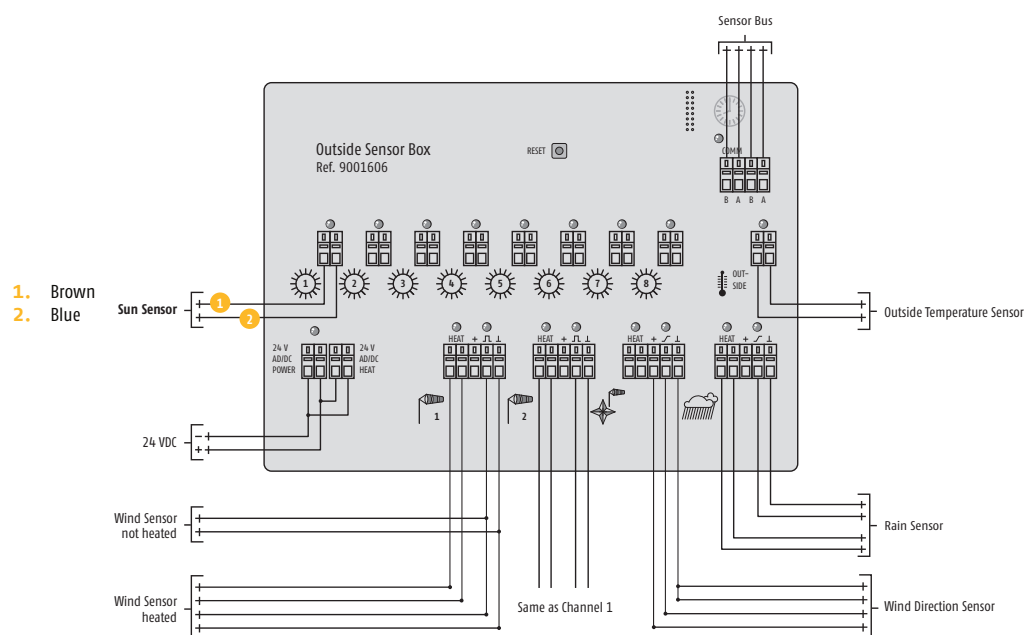 Sensor Bus
Outside Sensor Box
Ref. 9001606
RESET
COMM
B A B A
1 2 3 4 5 6 7 8
OUT-
SIDE
1. Brown
2. Blue
Sun Sensor
1
2
Outside Temperature Sensor
24 V
AD/DC
POWER
24 V
AD/DC
HEAT
HEAT +
HEAT +
HEAT +
HEAT +
1
2
24 VDC
- +
Wind Sensor
not heated
Rain Sensor
Wind Sensor
heated
Same as Channel 1
Wind Direction Sensor